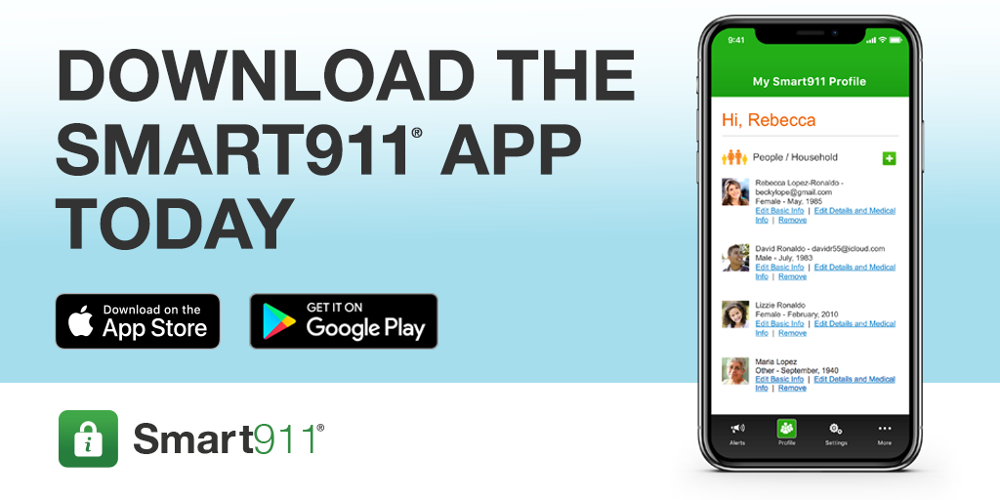 DOWNLOAD THE
SMART911® APP
TODAY
Download on the
App Store
GET IT ON
Google Play
Smart911®
9:41
My Smart911 Profile
Hi, Rebecca
People / Household
Rebecca Lopez-Ronaldo -
beckylope@gmail.com
Female - May, 1985
Edit Basic Info | Edit Details and Medical
Info | Remove
David Ronaldo - davidr55@icloud.com
Male - July, 1983
Edit Basic Info | Edit Details and Medical
Info | Remove
Lizzie Ronaldo
Female - February, 2010
Edit Basic Info | Edit Details and Medical
Info | Remove
Maria Lopez
Other - September, 1940
Edit Basic Info | Edit Details and Medical
Info | Remove
Alerts
Profile
Settings
More